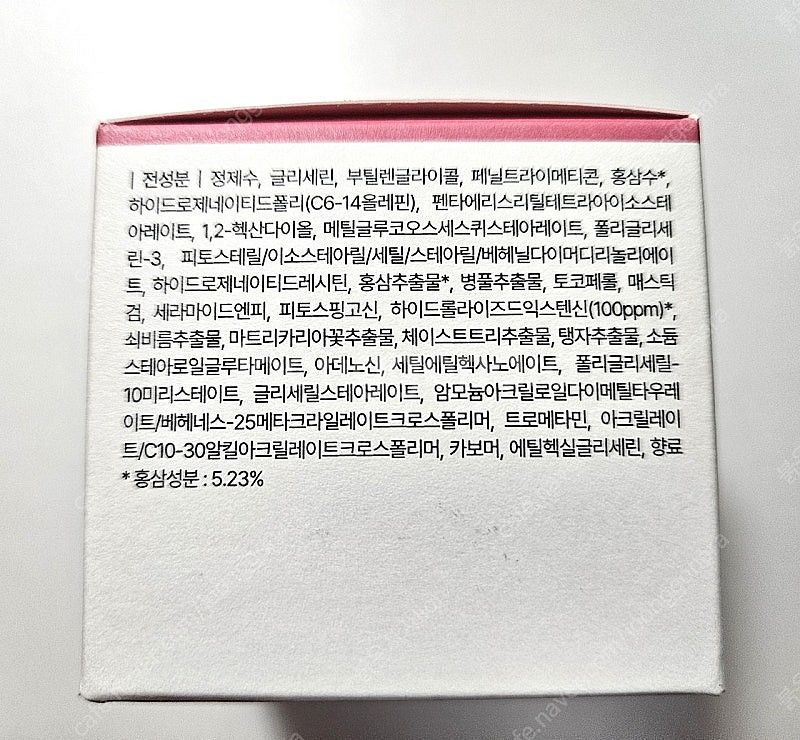 | 전성분 | 정제수, 글리세린, 부틸렌글라이콜, 페닐트라이메티콘, 홍삼수*,
하이드로제네이티드폴리(C6-14올레핀), 펜타에리스리틸테트라아이소스테
아레이트, 1,2-헥산다이올, 메틸글루코오스세스퀴스테아레이트, 폴리글리세
린-3, 피토스테릴/이소스테아릴/세틸/스테아릴/베헤닐다이머디리놀리에이
트, 하이드로제네이티드레시틴, 홍삼추출물*, 병풀추출물, 토코페롤, 매스틱
검, 세라마이드엔피, 피토스핑고신, 하이드롤라이즈드익스텐신(100ppm)*,
쇠비름추출물, 마트리카리아꽃추출물, 체이스트트리추출물, 탱자추출물, 소듐
스테아로일글루타메이트, 아데노신, 세틸에틸헥사노에이트, 폴리글리세릴-
10미리스테이트, 글리세릴스테아레이트, 암모늄아크릴로일다이메틸타우레
이트/베헤네스-25메타크라일레이트크로스폴리머, 트로메타민, 아크릴레이
트/C10-30알킬아크릴레이트크로스폴리머, 카보머, 에틸헥실글리세린, 향료
* 홍삼성분 : 5.23%